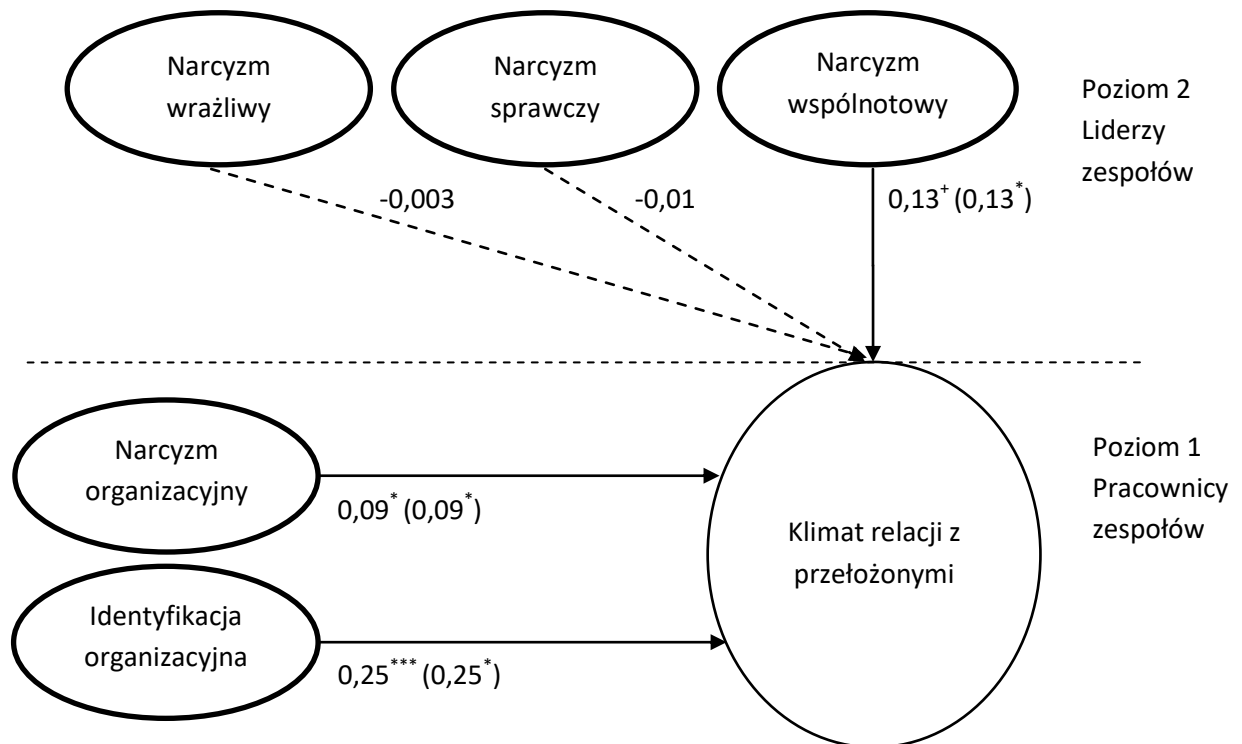 Narcyzm
wrażliwy
Narcyzm
sprawczy
Narcyzm
wspólnotowy
Poziom 2
Liderzy
zespołów
-0,003
-0,01
0,13+ (0,13*)
Narcyzm
organizacyjny
0,09* (0,09*)
Identyfikacja
organizacyjna
0,25*** (0,25*)
Klimat relacji z
przełożonymi
Poziom 1
Pracownicy
zespołów